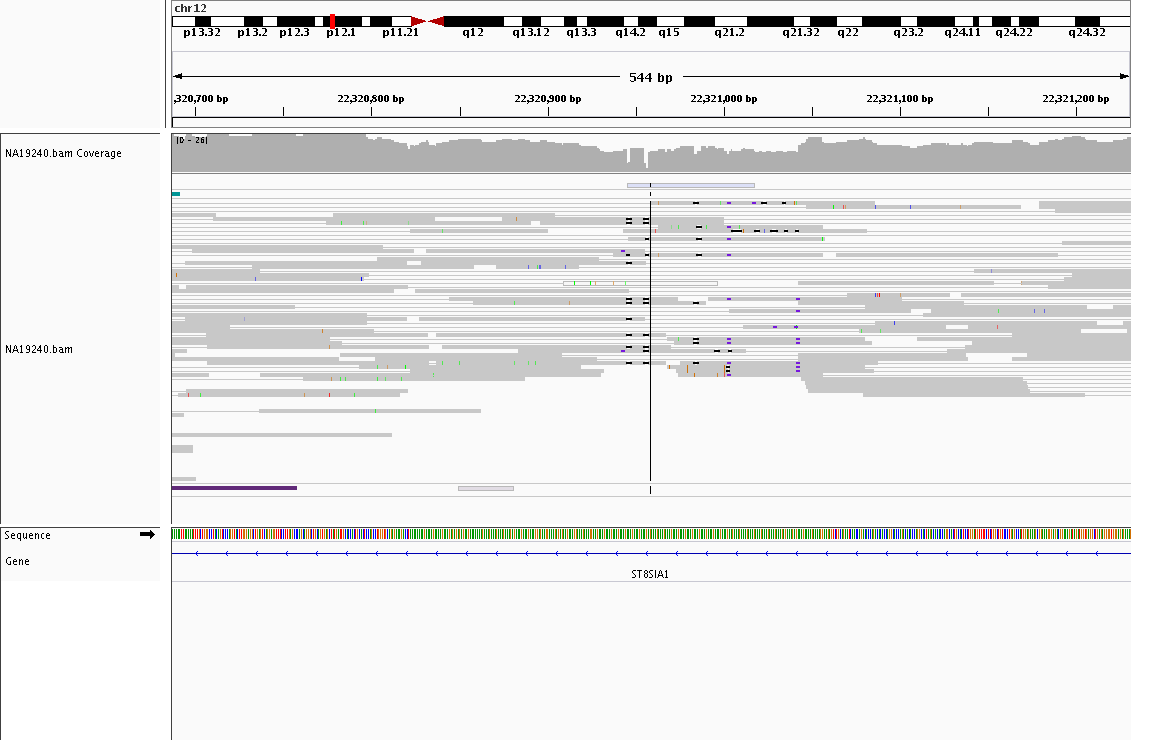 chr12
p13.32 p13.2 p12.3 p12.1 p11.21 q12 q13.12 q13.3 q14.2 q15 q21.2 q21.32 q22 q23.2 q24.11 q24.22 q24.32
544 bp
,320,700 bp 22,320,800 bp 22,320,900 bp 22,321,000 bp 22,321,100 bp 22,321,200 bp
[0 - 26]
NA19240.bam Coverage
NA19240.bam
Sequence
Gene
ST8SIA1